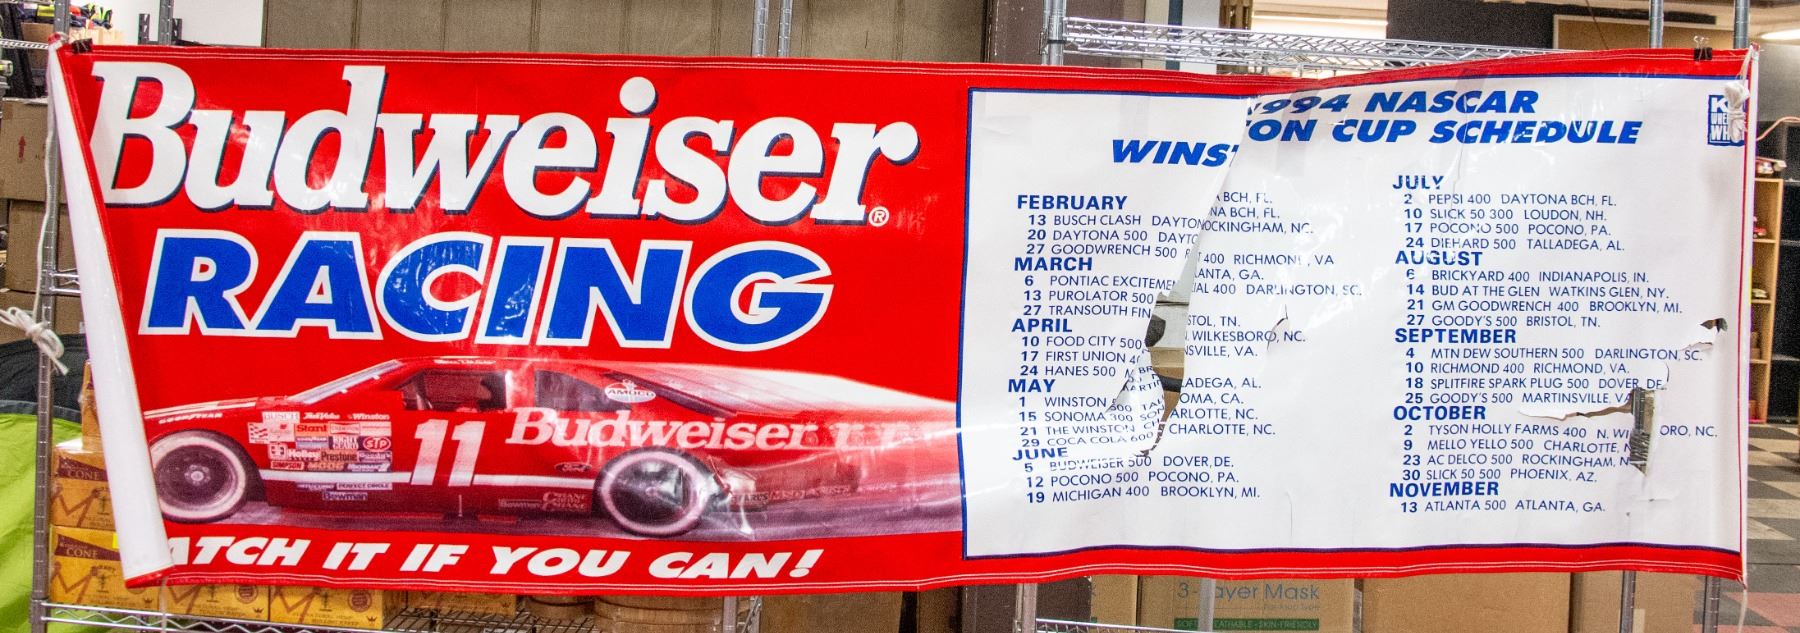 Budweiser®
RACING
11
Budweiser
AMOCO
ATCH IT IF YOU CAN!
1994 NASCAR
WINSTON CUP SCHEDULE
FEBRUARY
13 BUSCH CLASH DAYTONA BCH, FL.
20 DAYTONA 500 DAYTONA BCH, FL.
27 GOODWRENCH 500 ROCKINGHAM, NC.
MARCH
6 PONTIAC EXCITEMENT 400 RICHMOND, VA
13 PUROLATOR 500 ATLANTA, GA.
27 TRANSOUTH FINANCIAL 400 DARLINGTON, SC.
APRIL
10 FOOD CITY 500 BRISTOL, TN.
17 FIRST UNION 400 N. WILKESBORO, NC.
24 HANES 500 MARTINSVILLE, VA.
MAY
1 WINSTON 500 TALLADEGA, AL.
15 SONOMA 300 SONOMA, CA.
21 THE WINSTON CHARLOTTE, NC.
29 COCA COLA 600 CHARLOTTE, NC.
JUNE
5 BUDWEISER 500 DOVER, DE.
12 POCONO 500 POCONO, PA.
19 MICHIGAN 400 BROOKLYN, MI.
JULY
2 PEPSI 400 DAYTONA BCH, FL.
10 SLICK 50 300 LOUDON, NH.
17 POCONO 500 POCONO, PA.
24 DIEHARD 500 TALLADEGA, AL.
AUGUST
6 BRICKYARD 400 INDIANAPOLIS, IN.
14 BUD AT THE GLEN WATKINS GLEN, NY.
21 GM GOODWRENCH 400 BROOKLYN, MI.
27 GOODY'S 500 BRISTOL, TN.
SEPTEMBER
4 MTN DEW SOUTHERN 500 DARLINGTON, SC.
10 RICHMOND 400 RICHMOND, VA.
18 SPLITFIRE SPARK PLUG 500 DOVER, DE.
25 GOODY'S 500 MARTINSVILLE, VA
OCTOBER
2 TYSON HOLLY FARMS 400 N. WI ORO, NC.
9 MELLO YELLO 500 CHARLOTTE, N
23 AC DELCO 500 ROCKINGHAM, N
30 SLICK 50 500 PHOENIX, AZ.
NOVEMBER
13 ATLANTA 500 ATLANTA, GA.
3-Layer Mask